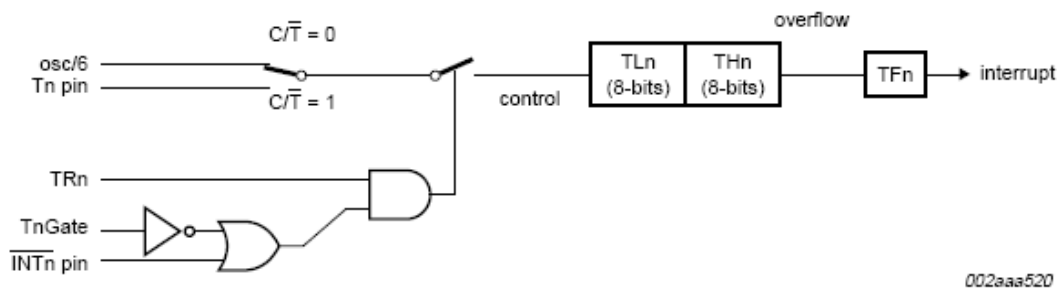 overflow
C/T̅ = 0
osc/6
Tn pin
C/T̅ = 1
TLn
(8-bits)
THn
(8-bits)
TFn
interrupt
control
TRn
TnGate
I̅N̅T̅n̅ pin
002aaa520